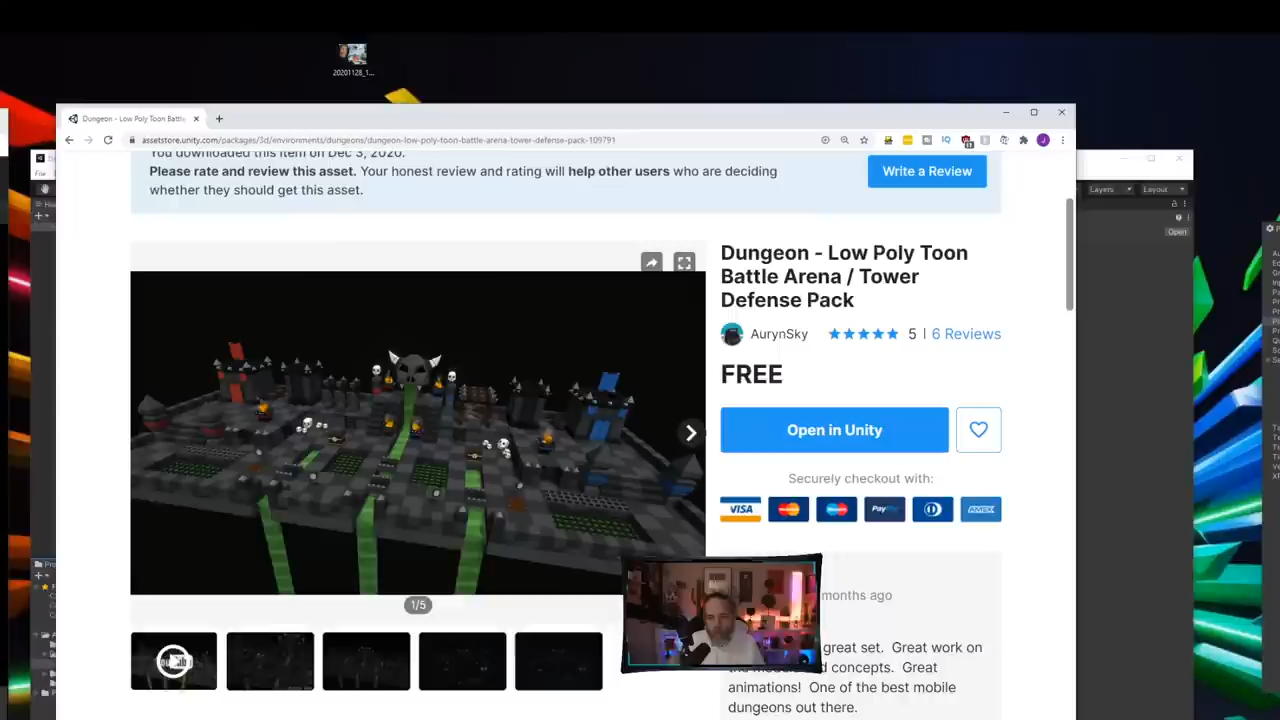 20201128_1...
Dungeon - Low Poly Toon Battle
assetstore.unity.com/packages/3d/environments/dungeons/dungeon-low-poly-toon-battle-arena-tower-defense-pack-109791
You downloaded this item on Dec 3, 2020.
Please rate and review this asset. Your honest review and rating will help other users who are deciding
whether they should get this asset.
Write a Review
Layers
Layout
Open
Dungeon - Low Poly Toon
Battle Arena / Tower
Defense Pack
AurynSky
5 | 6 Reviews
FREE
Open in Unity
Securely checkout with:
VISA
PayPal
AMEX
1/5
months ago
great set. Great work on
d concepts. Great
animations! One of the best mobile
dungeons out there.